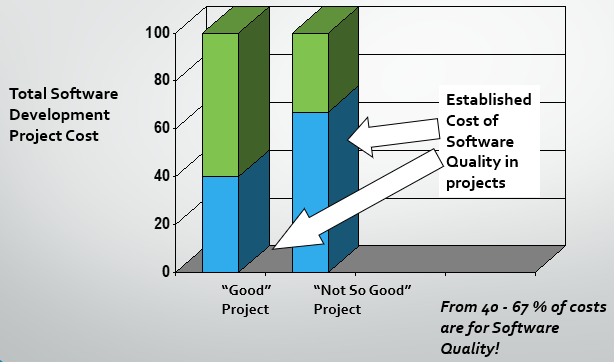 Total Software
Development
Project Cost
100
80
60
40
20
0
Established
Cost of
Software
Quality in
projects
“Good”
Project
“Not So Good”
Project
From 40 - 67 % of costs
are for Software
Quality!